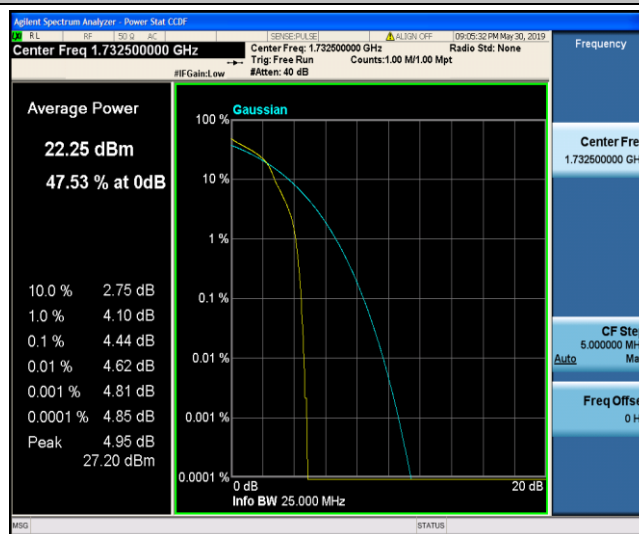 Agilent Spectrum Analyzer - Power Stat CCDF
RL RF 50 Ω AC SENSE:PULSE ALIGN OFF 09:05:32 PM May 30, 2019
Center Freq 1.732500000 GHz
Center Freq: 1.732500000 GHz Radio Std: None
Trig: Free Run Counts:1.00 M/1.00 Mpt
#IFGain:Low #Atten: 40 dB
Frequency
Average Power
22.25 dBm
47.53 % at 0dB
10.0 % 2.75 dB
1.0 % 4.10 dB
0.1 % 4.44 dB
0.01 % 4.62 dB
0.001 % 4.81 dB
0.0001 % 4.85 dB
Peak 4.95 dB
27.20 dBm
Gaussian
100 %
10 %
1 %
0.1 %
0.01 %
0.001 %
0.0001 %
0 dB 20 dB
Info BW 25.000 MHz
Center Fre
1.732500000 GH
CF Ste
5.000000 MH
Auto Ma
Freq Offse
0 H
MSG STATUS